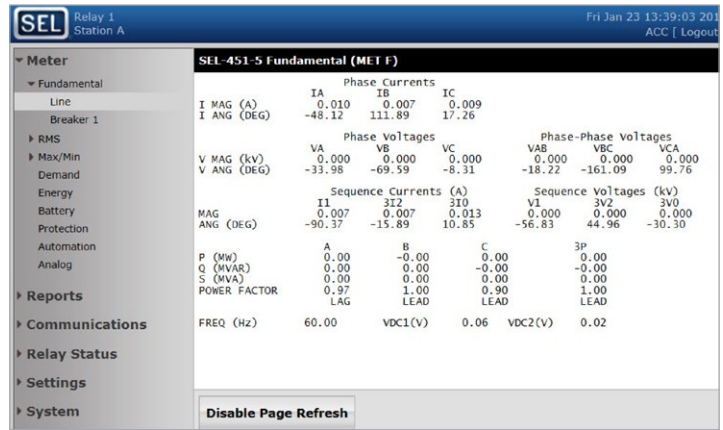 SEL Relay 1
Station A
Fri Jan 23 13:39:03 201
ACC [ Logout
Meter
Fundamental
Line
Breaker 1
RMS
Max/Min
Demand
Energy
Battery
Protection
Automation
Analog
Reports
Communications
Relay Status
Settings
System
SEL-451-5 Fundamental (MET F)
Phase Currents
IA IB IC
I MAG (A) 0.010 0.007 0.009
I ANG (DEG) -48.12 111.89 17.26
Phase Voltages Phase-Phase Voltages
VA VB VC VAB VBC VCA
V MAG (kV) 0.000 0.000 0.000 0.000 0.000 0.000
V ANG (DEG) -33.98 -69.59 -8.31 -18.22 -161.09 99.76
Sequence Currents (A) Sequence Voltages (kV)
I1 3I2 3I0 V1 3V2 3V0
MAG 0.007 0.007 0.013 0.000 0.000 0.000
ANG (DEG) -90.37 -15.89 10.85 -56.83 44.96 -30.30
A B C 3P
P (MW) 0.00 -0.00 0.00 0.00
Q (MVAR) 0.00 0.00 -0.00 -0.00
S (MVA) 0.00 0.00 0.00 0.00
POWER FACTOR 0.97 1.00 0.90 1.00
LAG LEAD LEAD LEAD
FREQ (Hz) 60.00 VDC1(V) 0.06 VDC2(V) 0.02
Disable Page Refresh